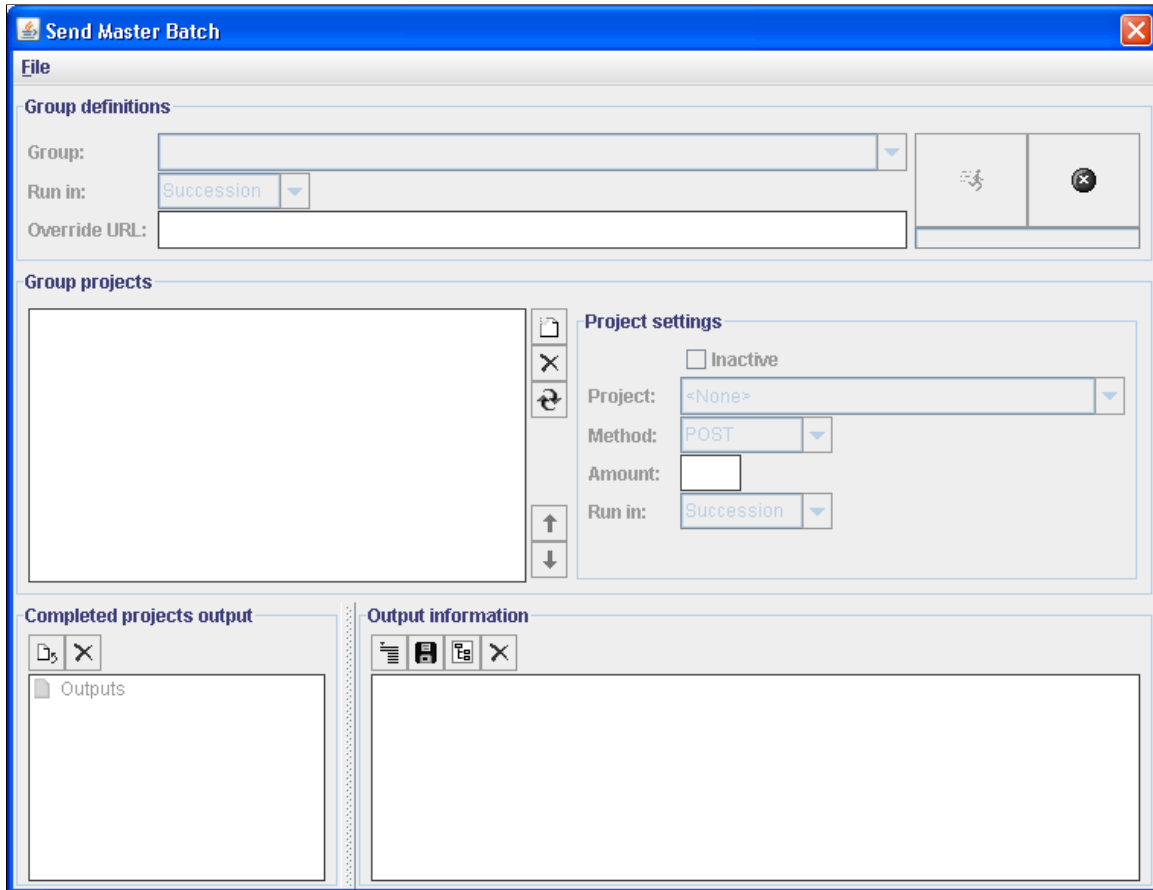 Send Master Batch
File
Group definitions
Group:
Run in: Succession
Override URL:
Group projects
Project settings
Inactive
Project: <None>
Method: POST
Amount:
Run in: Succession
Completed projects output
Output information
Outputs